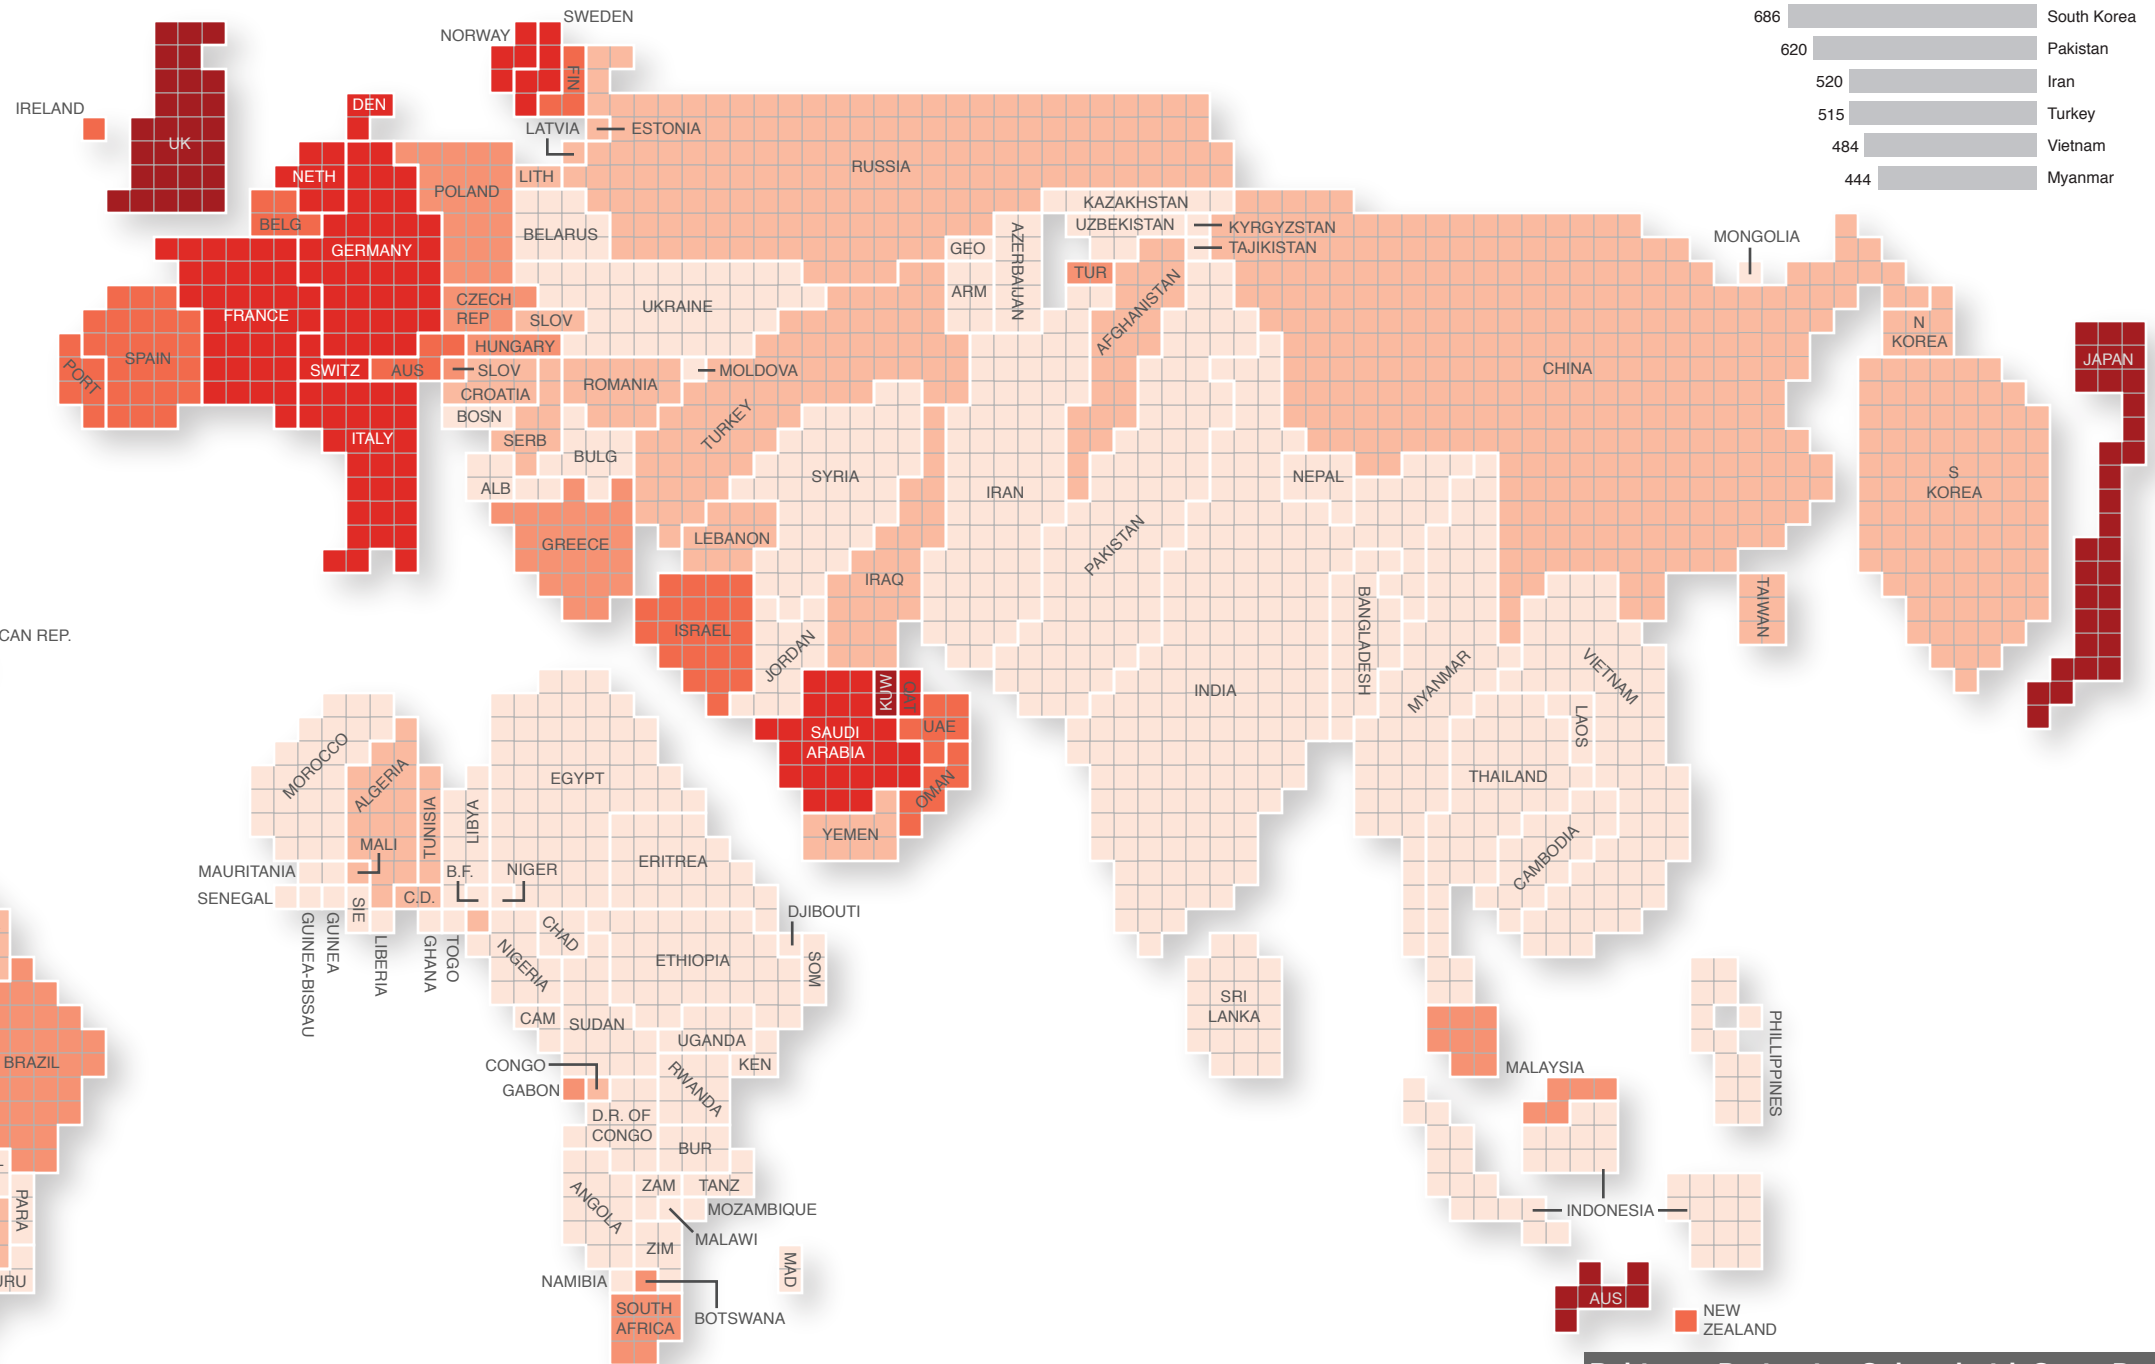 SWEDEN
NORWAY
FIN
IRELAND
UK
DEN
LATVIA
ESTONIA
RUSSIA
NETH
LITH
POLAND
BELG
BELARUS
GERMANY
KAZAKHSTAN
UZBEKISTAN
KYRGYZSTAN
TAJIKISTAN
GEO
AZERBAIJAN
MONGOLIA
TUR
ARM
AFGHANISTAN
CZECH
REP
UKRAINE
FRANCE
SLOV
N
KOREA
HUNGARY
SPAIN
PORT
SWITZ
AUS
SLOV
MOLDOVA
CHINA
JAPAN
ROMANIA
CROATIA
BOSN
TURKEY
ITALY
SERB
BULG
SYRIA
NEPAL
S
KOREA
ALB
IRAN
LEBANON
GREECE
PAKISTAN
IRAQ
BANGLADESH
TAIWAN
CAN REP.
ISRAEL
JORDAN
MYANMAR
VIETNAM
INDIA
KUW
QAT
SAUDI
ARABIA
UAE
LAOS
MOROCCO
EGYPT
THAILAND
ALGERIA
TUNISIA
LIBYA
OMAN
YEMEN
MALI
CAMBODIA
ERITREA
MAURITANIA
B.F.
NIGER
SENEGAL
SIE
C.D.
DJIBOUTI
GUINEA-BISSAU
GUINEA
LIBERIA
GHANA
TOGO
CHAD
NIGERIA
ETHIOPIA
SOM
SRI
LANKA
CAM
SUDAN
PHILLIPPINES
UGANDA
BRAZIL
CONGO
KEN
MALAYSIA
GABON
RWANDA
D.R. OF
CONGO
BUR
ZAM
TANZ
PARA
ANGOLA
MOZAMBIQUE
INDONESIA
MALAWI
ZIM
MAD
URU
NAMIBIA
AUS
SOUTH
AFRICA
BOTSWANA
NEW
ZEALAND
686 South Korea
620 Pakistan
520 Iran
515 Turkey
484 Vietnam
444 Myanmar